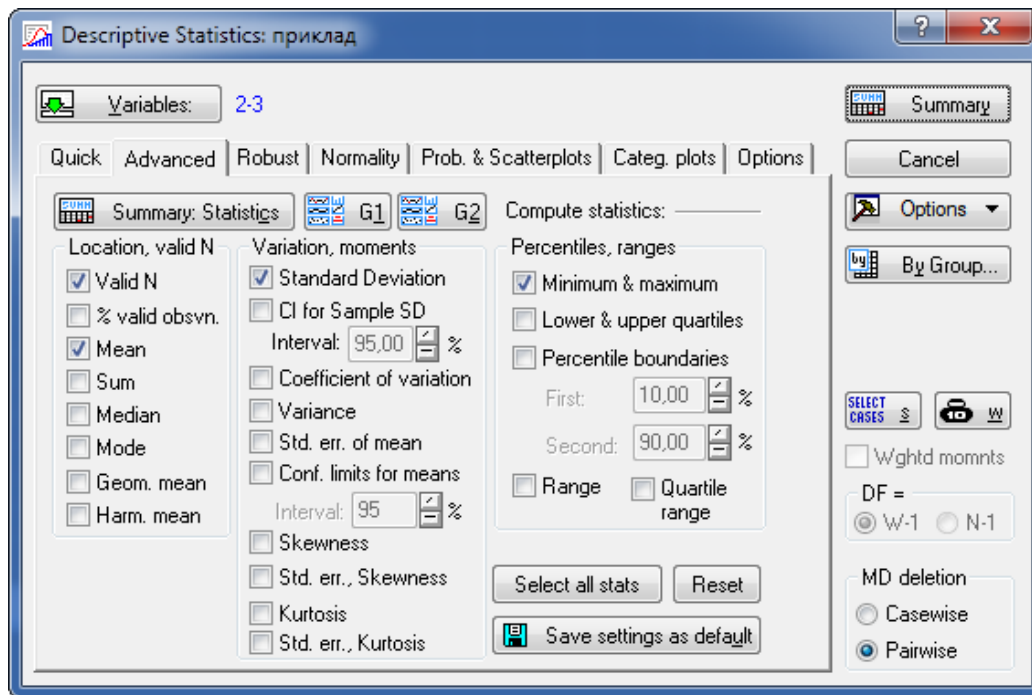 Descriptive Statistics: приклад
?
X
Variables: 2-3
Summary
Quick Advanced Robust Normality Prob. & Scatterplots Categ. plots Options
Cancel
SUMM Summary: Statistics G1 G2 Compute statistics:
Options
By Group...
Location, valid N
Valid N
% valid obsvn.
Mean
Sum
Median
Mode
Geom. mean
Harm. mean
Variation, moments
Standard Deviation
CI for Sample SD
Interval: 95,00 %
Coefficient of variation
Variance
Std. err. of mean
Conf. limits for means
Interval: 95 %
Skewness
Std. err., Skewness
Kurtosis
Std. err., Kurtosis
Percentiles, ranges
Minimum & maximum
Lower & upper quartiles
Percentile boundaries
First: 10,00 %
Second: 90,00 %
Range
Quartile
range
Select all stats
Reset
Save settings as default
SELECT
CASES S
W
Wghtd momnts
DF =
W-1 N-1
MD deletion
Casewise
Pairwise